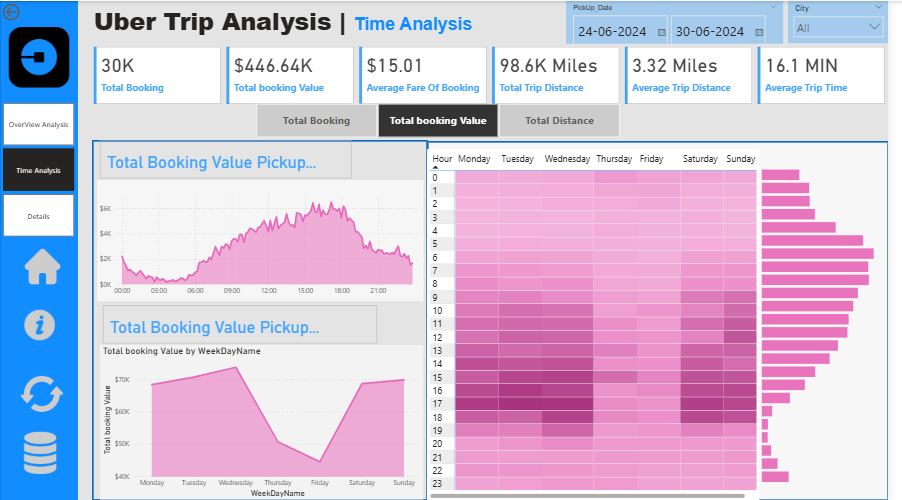 Uber Trip Analysis | Time Analysis
PickUp_Date
24-06-2024 30-06-2024
City
All
30K
Total Booking
$446.64K
Total booking Value
$15.01
Average Fare Of Booking
98.6K Miles
Total Trip Distance
3.32 Miles
Average Trip Distance
16.1 MIN
Average Trip Time
Total Booking Total booking Value Total Distance
OverView Analysis
Time Analysis
Details
i
Total Booking Value Pickup...
$6K
$4K
$2K
$0K
00:00 03:00 06:00 09:00 12:00 15:00 18:00 21:00
Total Booking Value Pickup...
Total booking Value by WeekDayName
Total booking Value
$70K
$60K
$50K
$40K
Monday Tuesday Wednesday Thursday Friday Saturday Sunday
WeekDayName
Hour Monday Tuesday Wednesday Thursday Friday Saturday Sunday
0
1
2
3
4
5
6
7
8
9
10
11
12
13
14
15
16
17
18
19
20
21
22
23